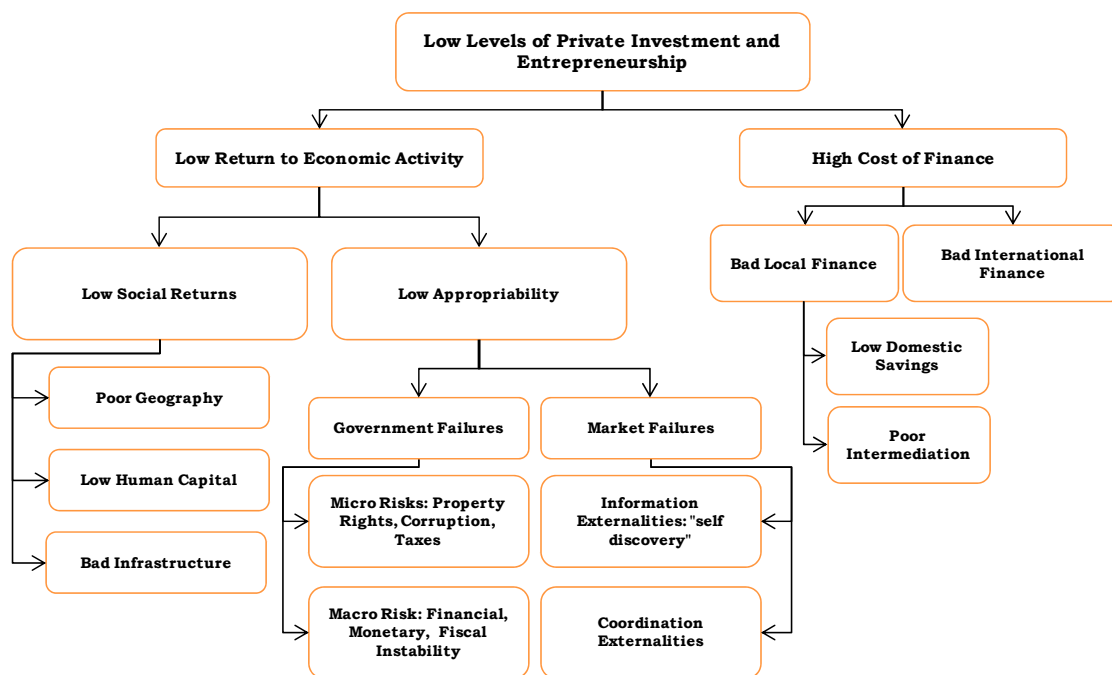 Low Levels of Private Investment and
Entrepreneurship
Low Return to Economic Activity
High Cost of Finance
Low Social Returns
Low Appropriability
Bad Local Finance
Bad International
Finance
Low Domestic
Savings
Poor
Intermediation
Poor Geography
Low Human Capital
Bad Infrastructure
Government Failures
Market Failures
Micro Risks: Property
Rights, Corruption,
Taxes
Information
Externalities: "self
discovery"
Macro Risk: Financial,
Monetary, Fiscal
Instability
Coordination
Externalities